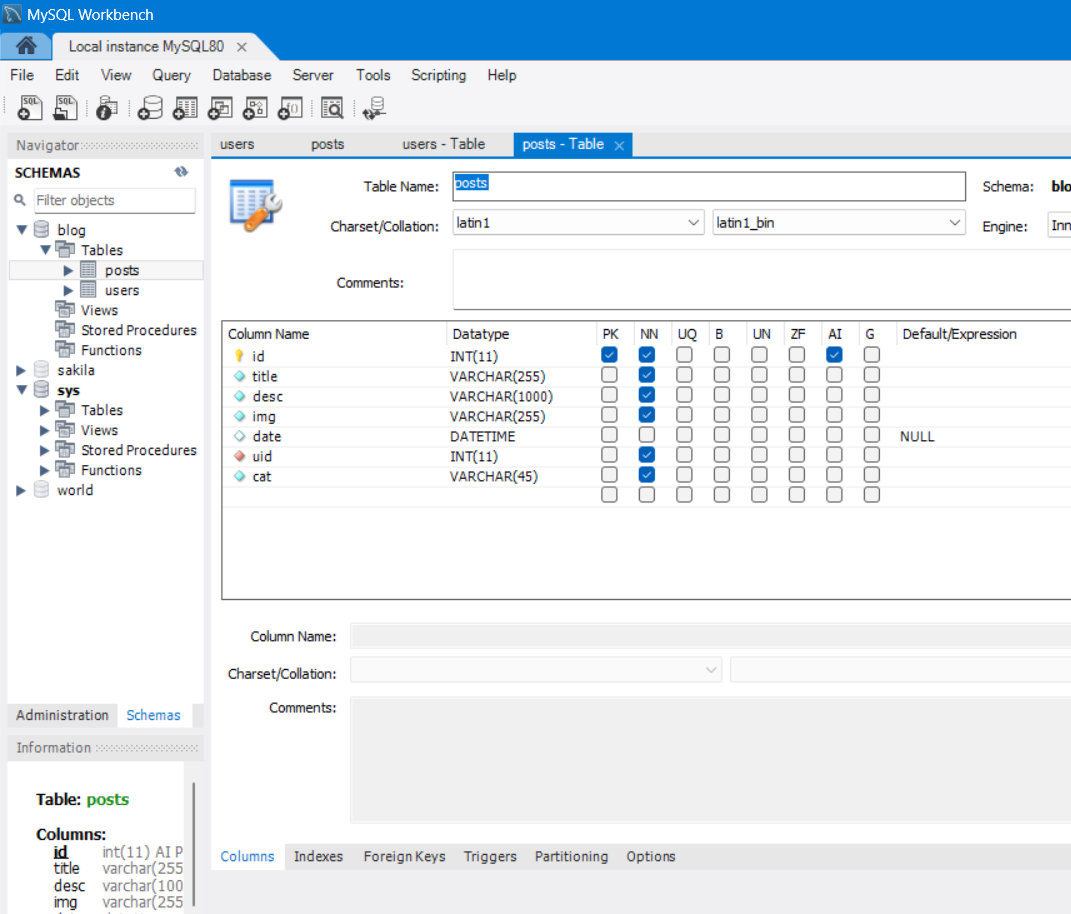 MySQL Workbench
Local instance MySQL80
File Edit View Query Database Server Tools Scripting Help
Navigator
SCHEMAS
Filter objects
blog
Tables
posts
users
Views
Stored Procedures
Functions
sakila
sys
Tables
Views
Stored Procedures
Functions
world
Administration Schemas
Information
Table: posts
Columns:
id int(11) AI P
title varchar(255
desc varchar(100
img varchar(255
users posts users - Table posts - Table
Table Name: posts Schema: blo
Charset/Collation: latin1 latin1_bin Engine: Inn
Comments:
Column Name Datatype PK NN UQ B UN ZF AI G Default/Expression
id INT(11)
title VARCHAR(255)
desc VARCHAR(1000)
img VARCHAR(255)
date DATETIME NULL
uid INT(11)
cat VARCHAR(45)
Column Name:
Charset/Collation:
Comments:
Columns Indexes Foreign Keys Triggers Partitioning Options